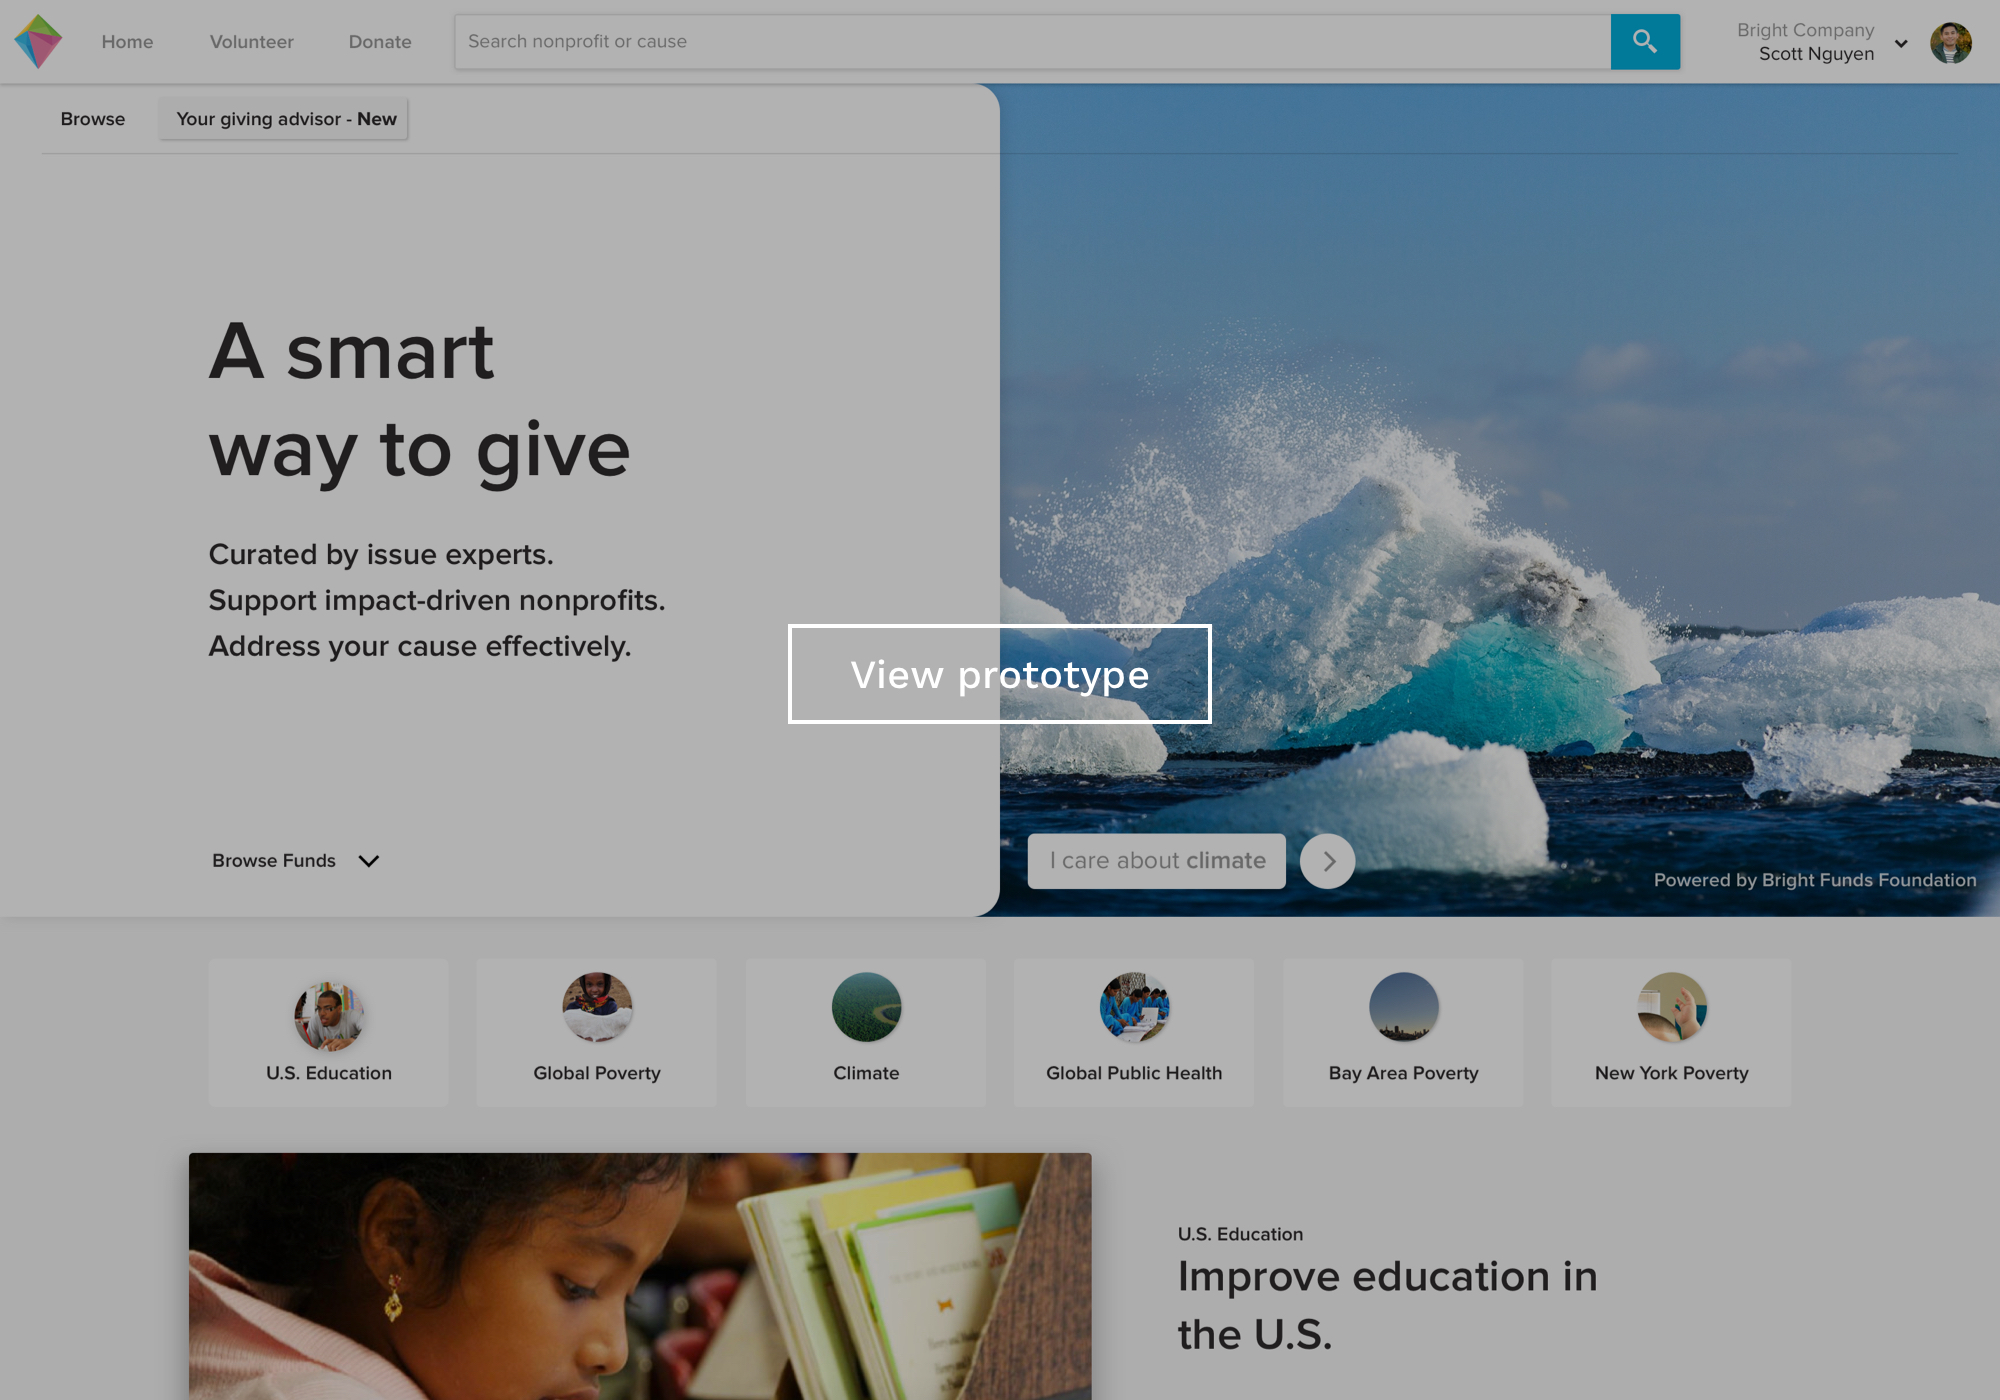 Home
Volunteer
Donate
Search nonprofit or cause
Bright Company
Scott Nguyen
Browse
Your giving advisor - New
A smart
way to give
Curated by issue experts.
Support impact-driven nonprofits.
Address your cause effectively.
View prototype
Browse Funds
I care about climate
Powered by Bright Funds Foundation
U.S. Education
Global Poverty
Climate
Global Public Health
Bay Area Poverty
New York Poverty
U.S. Education
Improve education in
the U.S.